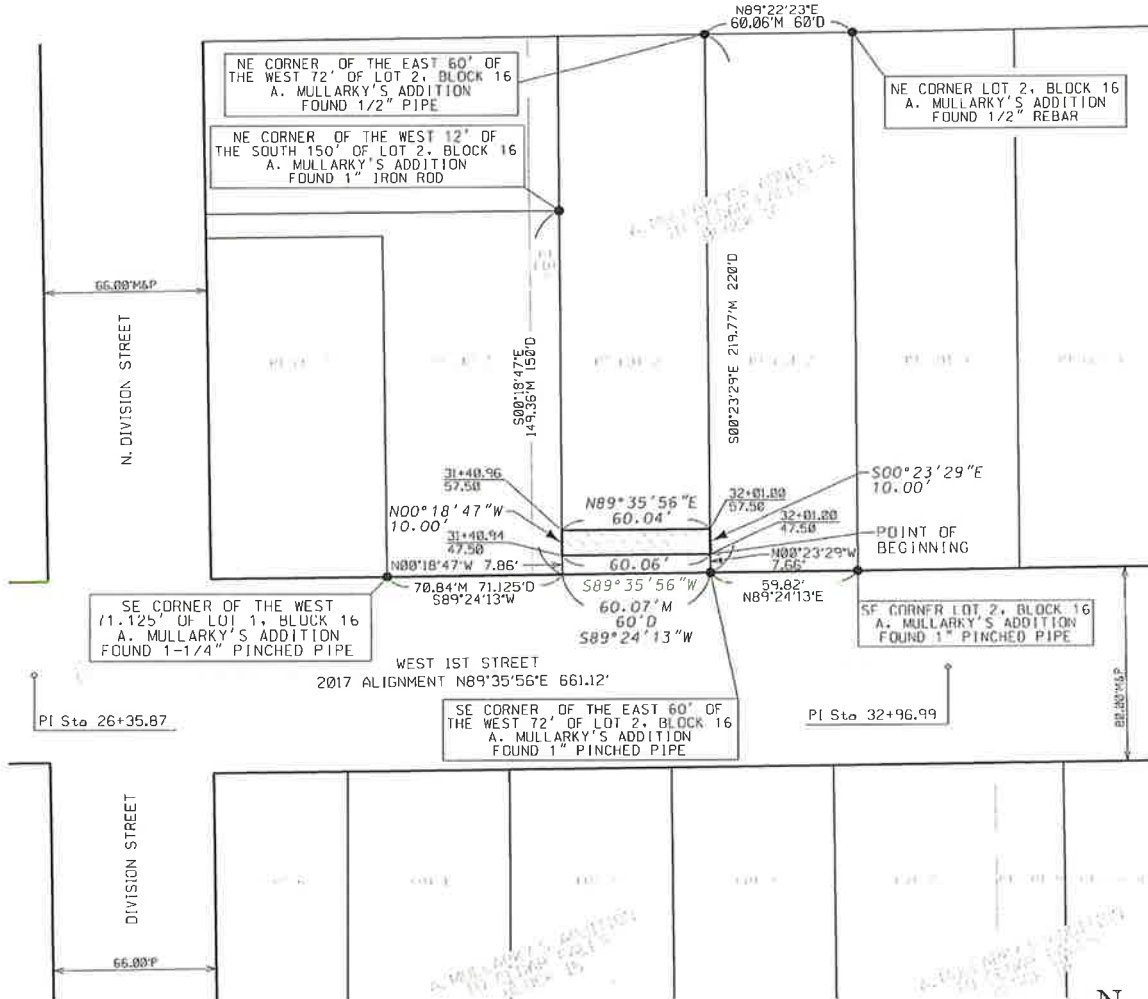 N89°22'23"E
60.06'M 60'D
NE CORNER OF THE EAST 60' OF
THE WEST 72' OF LOT 2, BLOCK 16
A. MULLARKY'S ADDITION
FOUND 1/2" PIPE
NE CORNER LOT 2, BLOCK 16
A. MULLARKY'S ADDITION
FOUND 1/2" REBAR
NE CORNER OF THE WEST 12' OF
THE SOUTH 150' OF LOT 2, BLOCK 16
A. MULLARKY'S ADDITION
FOUND 1" IRON ROD
66.00'M&P
N. DIVISION STREET
S00°18'47"E
149.36'M 150'D
S00°23'29"E 219.77'M 220'D
31+40.96
57.50
N00°18'47"W
10.00'
31+40.94
47.50
N00°18'47"W 7.86'
N89°35'56"E
60.04'
32+01.00
57.50
32+01.00
47.50
S00°23'29"E
10.00'
POINT OF
BEGINNING
N00°23'29"W
7.66'
60.06'
S89°35'56"W
70.84'M 71.125'D
S89°24'13"W
60.07'M
60'D
S89°24'13"W
59.82'
N89°24'13"E
SE CORNER OF THE WEST
71.125' OF LOT 1, BLOCK 16
A. MULLARKY'S ADDITION
FOUND 1-1/4" PINCHED PIPE
SE CORNER LOT 2, BLOCK 16
A. MULLARKY'S ADDITION
FOUND 1" PINCHED PIPE
WEST 1ST STREET
2017 ALIGNMENT N89°35'56"E 661.12'
PI Sta 26+35.87
SE CORNER OF THE EAST 60' OF
THE WEST 72' OF LOT 2, BLOCK 16
A. MULLARKY'S ADDITION
FOUND 1" PINCHED PIPE
PI Sta 32+96.99
80.00'M&P
DIVISION STREET
66.00'P
N